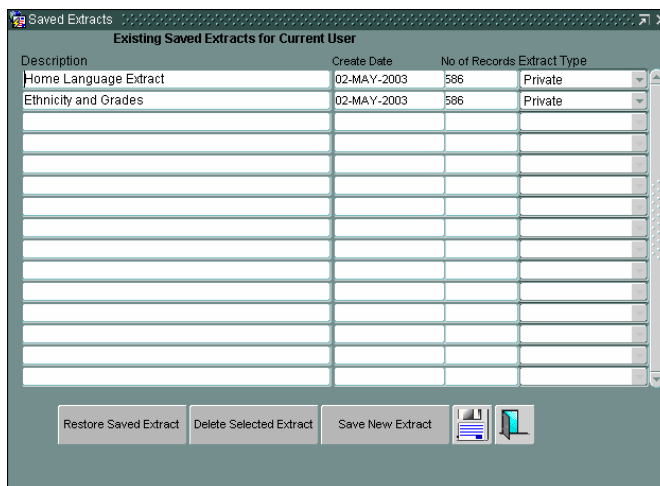 Saved Extracts
Existing Saved Extracts for Current User
Description Create Date No of Records Extract Type
Home Language Extract 02-MAY-2003 586 Private
Ethnicity and Grades 02-MAY-2003 586 Private
Restore Saved Extract Delete Selected Extract Save New Extract